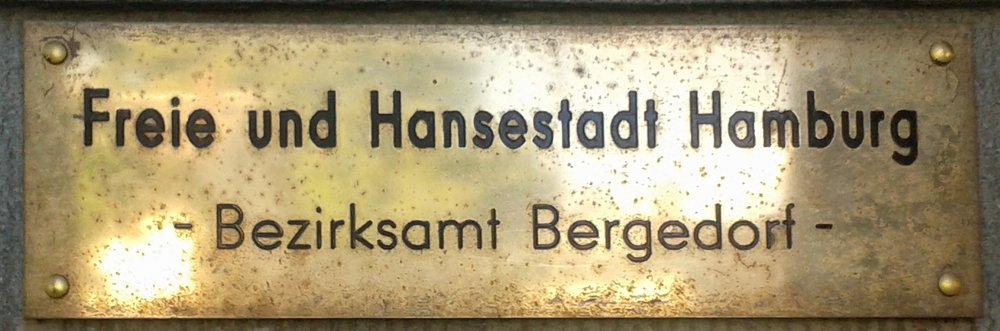 Freie und Hansestadt Hamburg
- Bezirksamt Bergedorf -